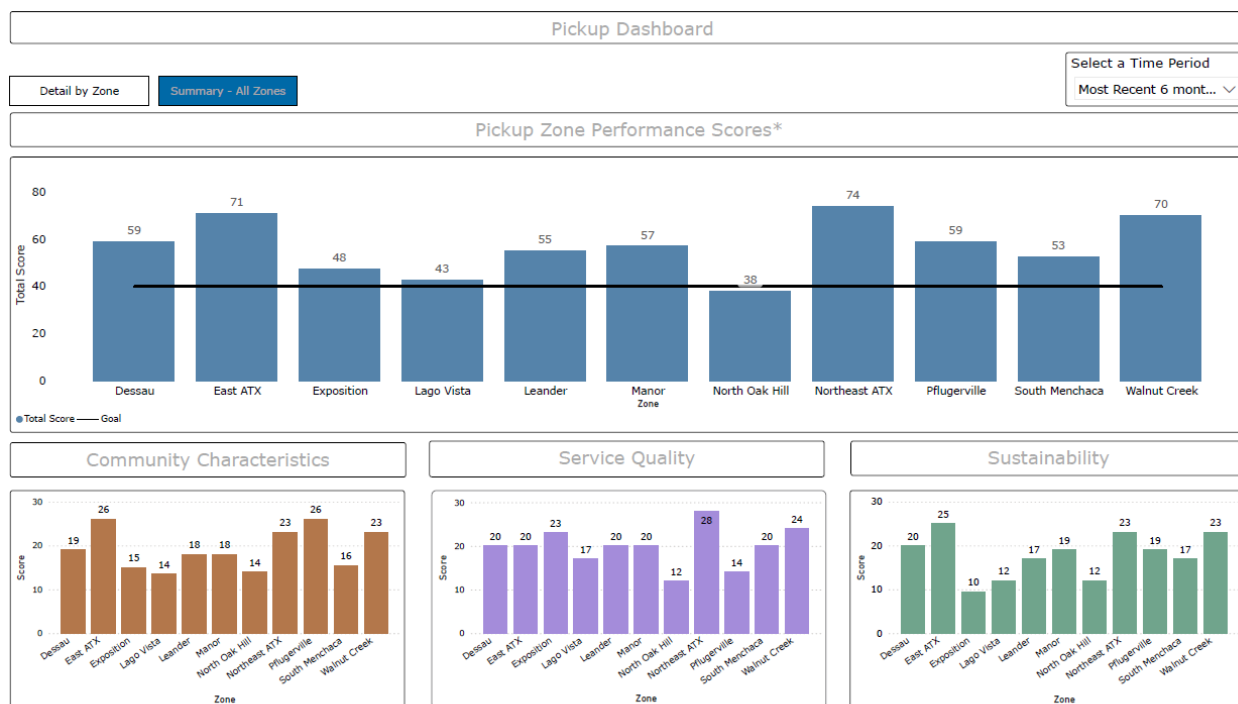 Pickup Dashboard
Select a Time Period
Detail by Zone
Summary - All Zones
Most Recent 6 mont...
Pickup Zone Performance Scores*
80
60
40
20
0
Total Score
59
71
48
43
55
57
38
74
59
53
70
Dessau
East ATX
Exposition
Lago Vista
Leander
Manor
North Oak Hill
Northeast ATX
Pflugerville
South Menchaca
Walnut Creek
Zone
Total Score
Goal
Community Characteristics
30
20
10
0
Score
19
26
15
14
18
18
14
23
26
16
23
Dessau
East ATX
Exposition
Lago Vista
Leander
Manor
North Oak Hill
Northeast ATX
Pflugerville
South Menchaca
Walnut Creek
Zone
Service Quality
30
20
10
0
Score
20
20
23
17
20
20
12
28
14
20
24
Dessau
East ATX
Exposition
Lago Vista
Leander
Manor
North Oak Hill
Northeast ATX
Pflugerville
South Menchaca
Walnut Creek
Zone
Sustainability
30
20
10
0
Score
20
25
10
12
17
19
12
23
19
17
23
Dessau
East ATX
Exposition
Lago Vista
Leander
Manor
North Oak Hill
Northeast ATX
Pflugerville
South Menchaca
Walnut Creek
Zone